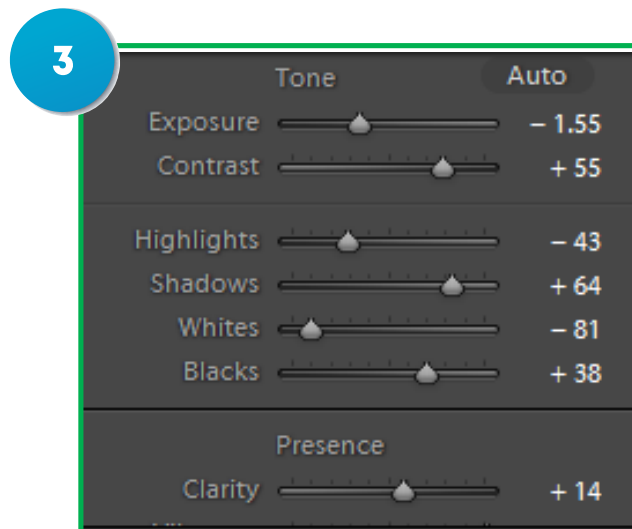 3
Tone Auto
Exposure – 1.55
Contrast + 55
Highlights – 43
Shadows + 64
Whites – 81
Blacks + 38
Presence
Clarity + 14